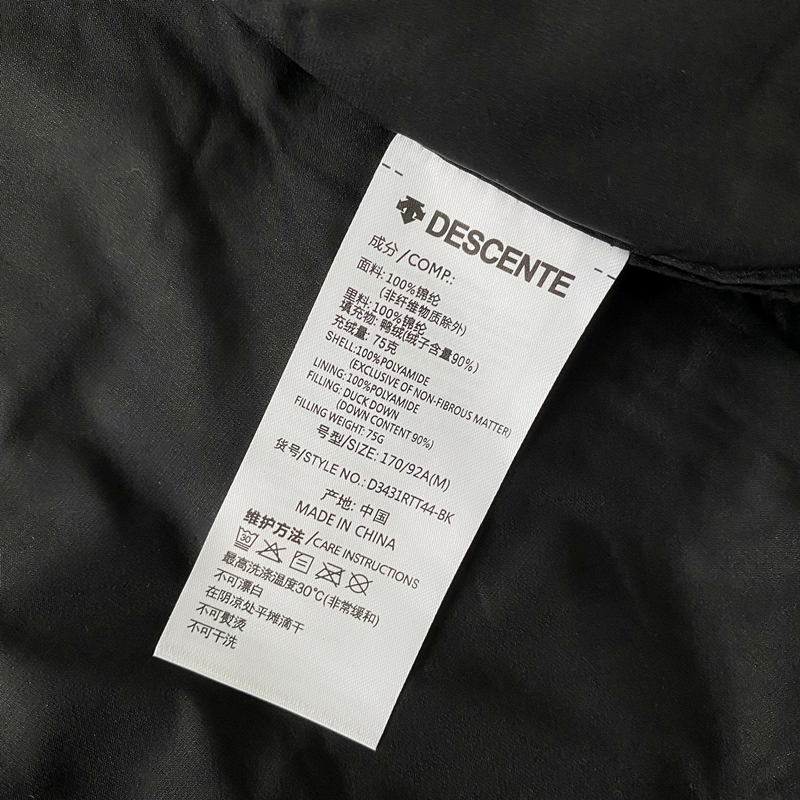 DESCENTE
成分/COMP.:
面料: 100%锦纶
(非纤维物质除外)
里料: 100%锦纶
填充物: 鸭绒(绒子含量90%)
充绒量: 75克
SHELL:100%POLYAMIDE
(EXCLUSIVE OF NON-FIBROUS MATTER)
LINING: 100%POLYAMIDE
FILLING: DUCK DOWN
(DOWN CONTENT 90%)
FILLING WEIGHT: 75G
号型/SIZE: 170/92A(M)
货号/STYLE NO.: D3431RTT44-BK
产地: 中国
MADE IN CHINA
维护方法/CARE INSTRUCTIONS
30
最高洗涤温度30℃(非常缓和)
不可漂白
在阴凉处平摊滴干
不可熨烫
不可干洗